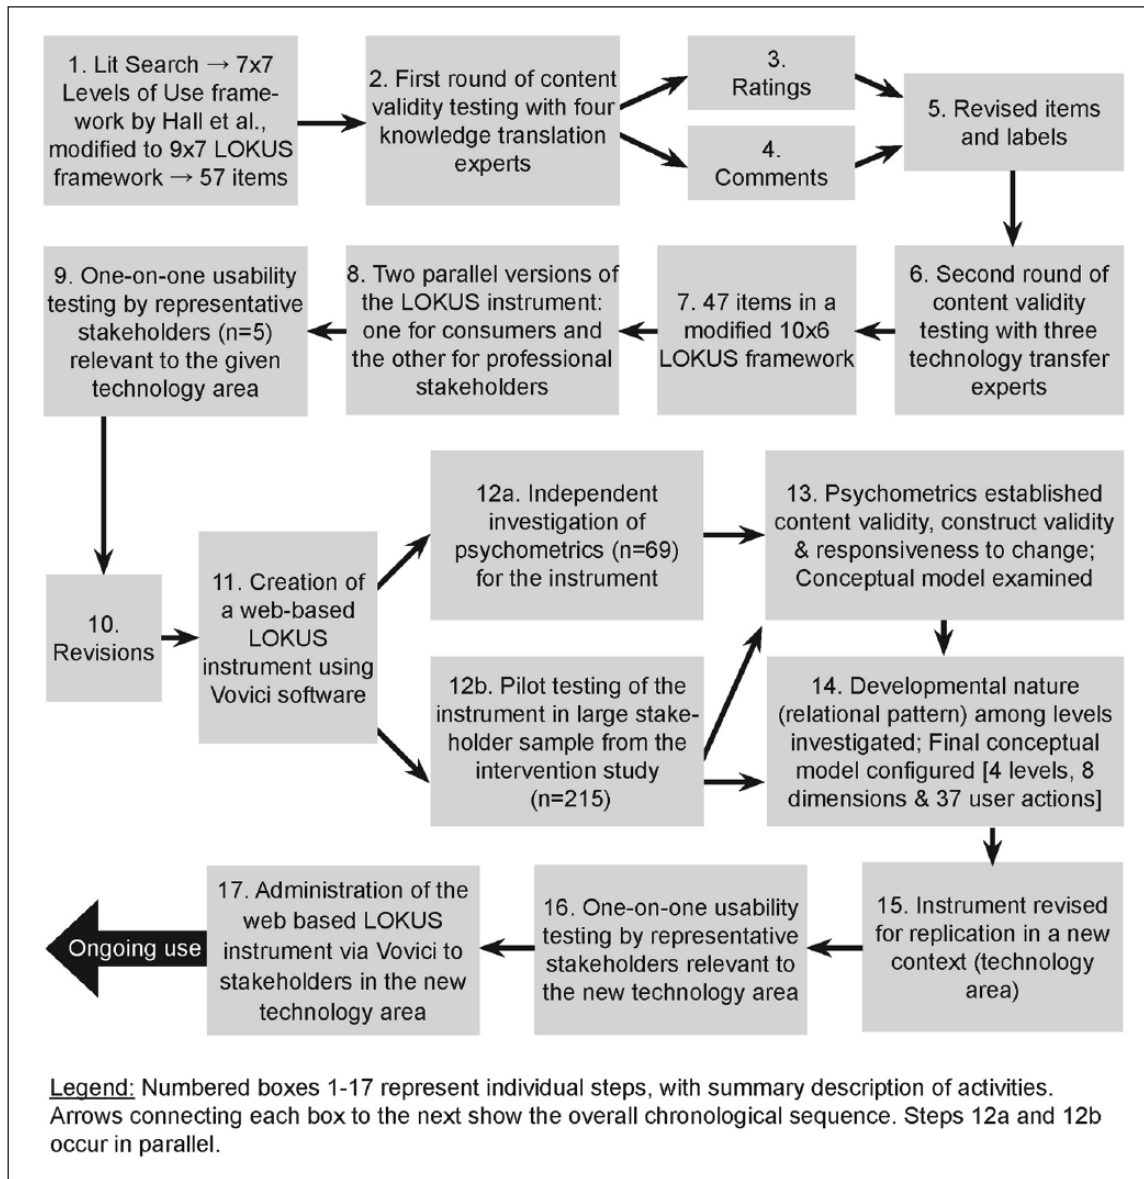 1. Lit Search → 7x7
Levels of Use frame-
work by Hall et al.,
modified to 9x7 LOKUS
framework → 57 items
2. First round of content
validity testing with four
knowledge translation
experts
3.
Ratings
4.
Comments
5. Revised items
and labels
6. Second round of
content validity
testing with three
technology transfer
experts
7. 47 items in a
modified 10x6
LOKUS framework
8. Two parallel versions of
the LOKUS instrument:
one for consumers and
the other for professional
stakeholders
9. One-on-one usability
testing by representative
stakeholders (n=5)
relevant to the given
technology area
10.
Revisions
11. Creation of
a web-based
LOKUS
instrument using
Vovici software
12a. Independent
investigation of
psychometrics (n=69)
for the instrument
12b. Pilot testing of the
instrument in large stake-
holder sample from the
intervention study
(n=215)
13. Psychometrics established
content validity, construct validity
& responsiveness to change;
Conceptual model examined
14. Developmental nature
(relational pattern) among levels
investigated; Final conceptual
model configured [4 levels, 8
dimensions & 37 user actions]
15. Instrument revised
for replication in a new
context (technology
area)
16. One-on-one usability
testing by representative
stakeholders relevant to
the new technology area
17. Administration of the
web based LOKUS
instrument via Vovici to
stakeholders in the new
technology area
Ongoing use
Legend: Numbered boxes 1-17 represent individual steps, with summary description of activities.
Arrows connecting each box to the next show the overall chronological sequence. Steps 12a and 12b
occur in parallel.